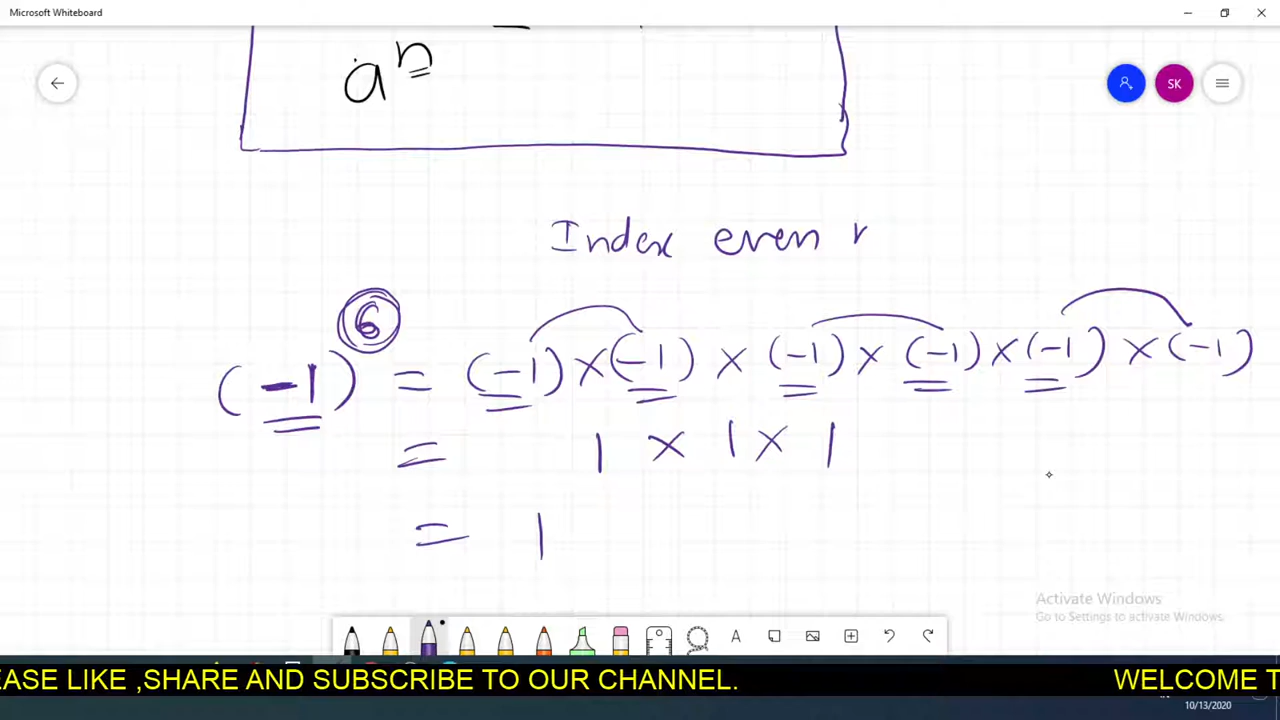 Microsoft Whiteboard
SK
aⁿ
Index even
(-1)⁶ = (-1) × (-1) × (-1) × (-1) × (-1) × (-1)
= 1 × 1 × 1
= 1
Activate Windows
Go to Settings to activate Windows.
EASE LIKE ,SHARE AND SUBSCRIBE TO OUR CHANNEL. WELCOME T
10/13/2020